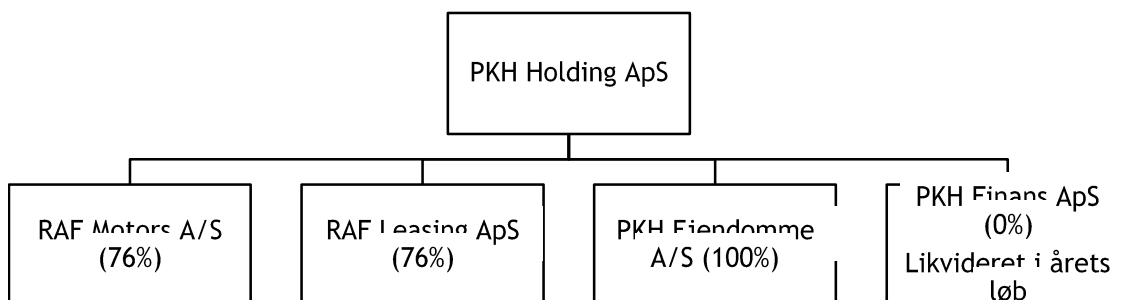 PKH Holding ApS
RAF Motors A/S
(76%)
RAF Leasing ApS
(76%)
PKH Ejendomme
A/S (100%)
PKH Finans ApS
(0%)
Likvideret i årets
løb